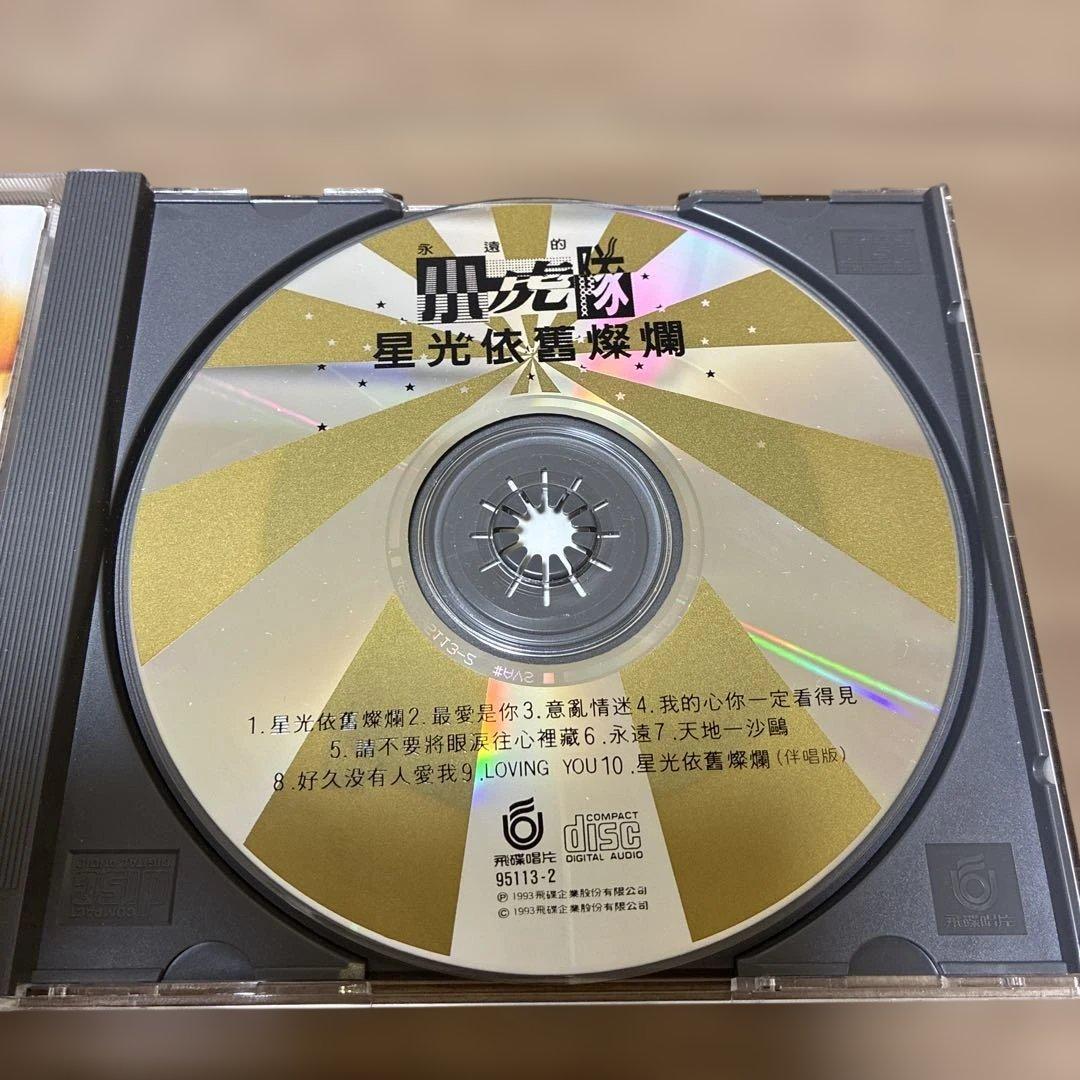 永遠的
小虎隊
星光依舊燦爛
1.星光依舊燦爛2.最愛是你3.意亂情迷4.我的心你一定看得見
5.請不要將眼淚往心裡藏6.永遠7.天地一沙鷗
8.好久没有人愛我9.LOVING YOU10.星光依舊燦爛(伴唱版)
飛碟唱片
95113-2
COMPACT
disc
DIGITAL AUDIO
Ⓟ 1993飛碟企業股份有限公司
© 1993飛碟企業股份有限公司
飛碟唱片
COMPACT
disc
DIGITAL AUDIO